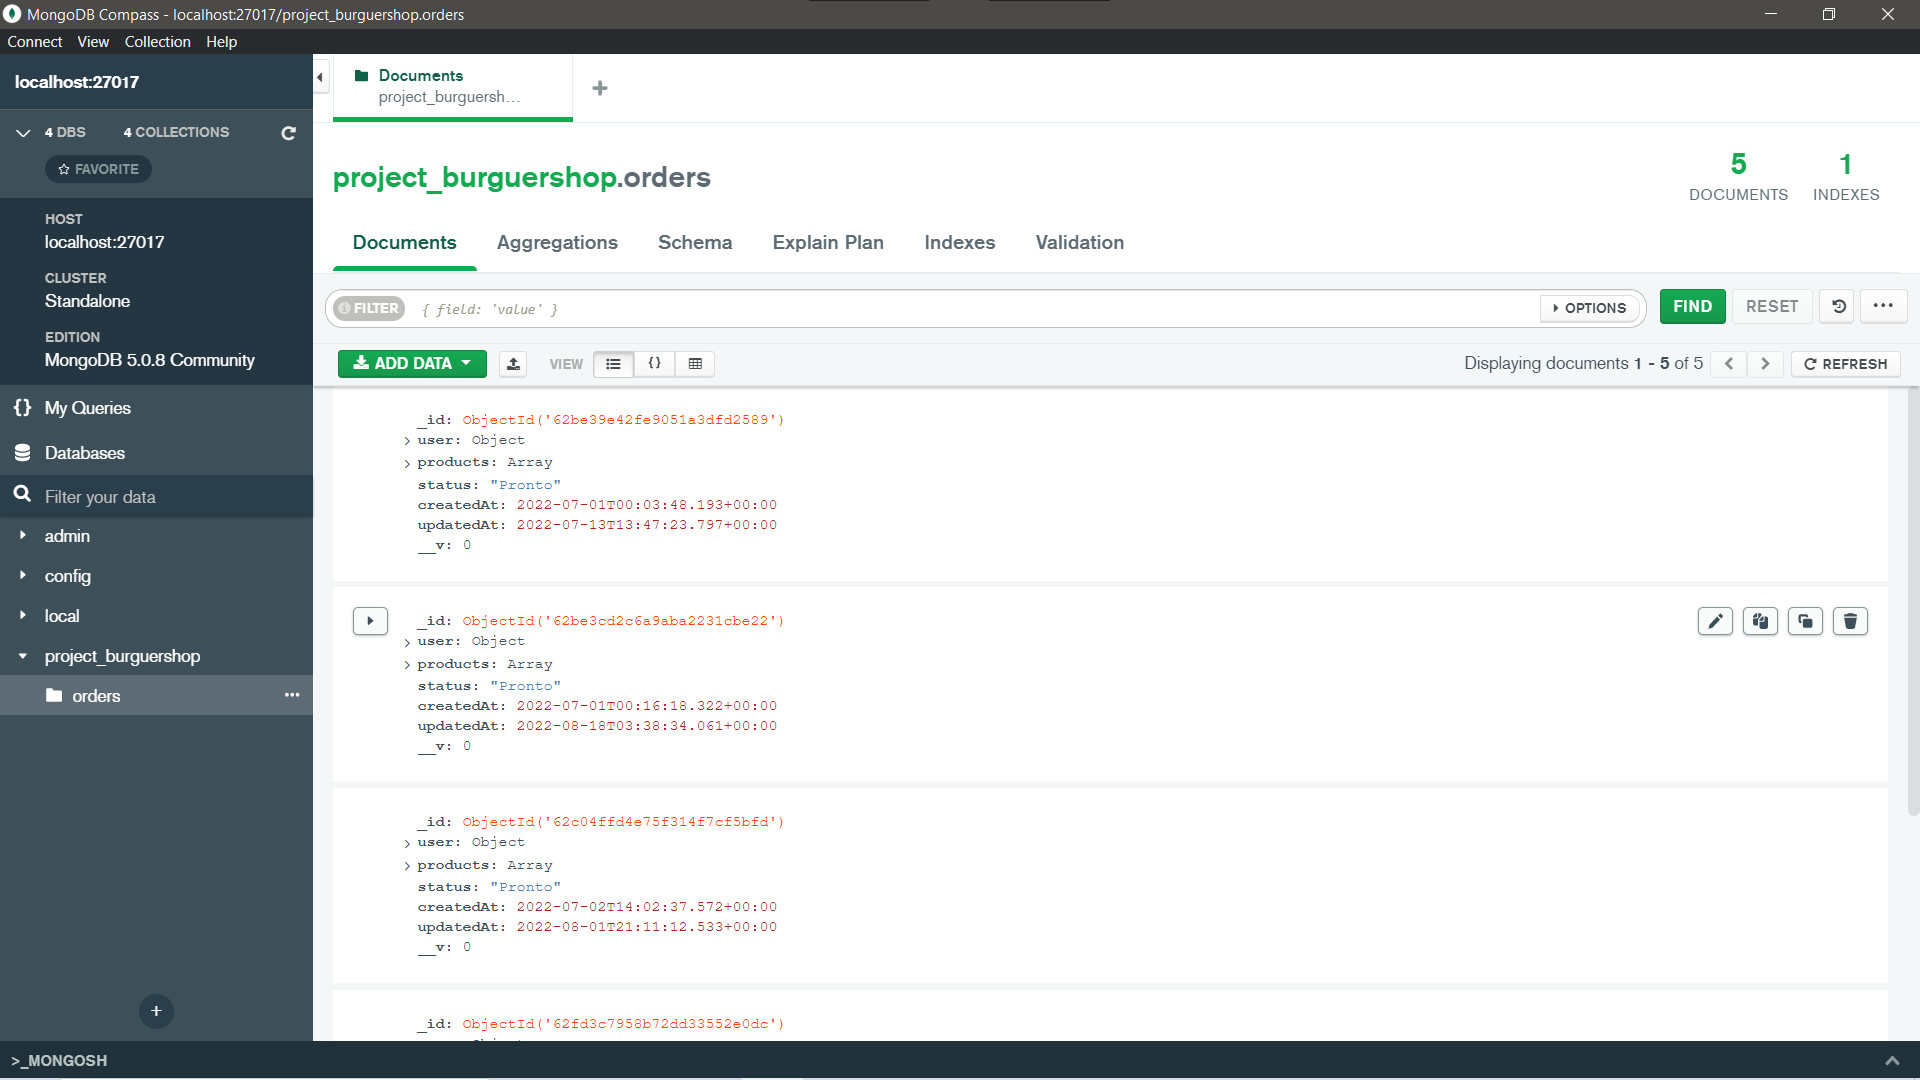 MongoDB Compass - localhost:27017/project_burguershop.orders
Connect View Collection Help
localhost:27017
4 DBS 4 COLLECTIONS
FAVORITE
HOST
localhost:27017
CLUSTER
Standalone
EDITION
MongoDB 5.0.8 Community
{} My Queries
Databases
Filter your data
admin
config
local
project_burguershop
orders
Documents
project_burguersh...
project_burguershop.orders
5
DOCUMENTS
1
INDEXES
Documents Aggregations Schema Explain Plan Indexes Validation
FILTER { field: 'value' } OPTIONS FIND RESET
ADD DATA VIEW {} Displaying documents 1 - 5 of 5 REFRESH
_id: ObjectId('62be39e42fe9051a3dfd2589')
user: Object
products: Array
status: "Pronto"
createdAt: 2022-07-01T00:03:48.193+00:00
updatedAt: 2022-07-13T13:47:23.797+00:00
__v: 0
_id: ObjectId('62be3cd2c6a9aba2231cbe22')
user: Object
products: Array
status: "Pronto"
createdAt: 2022-07-01T00:16:18.322+00:00
updatedAt: 2022-08-18T03:38:34.061+00:00
__v: 0
_id: ObjectId('62c04ffd4e75f314f7cf5bfd')
user: Object
products: Array
status: "Pronto"
createdAt: 2022-07-02T14:02:37.572+00:00
updatedAt: 2022-08-01T21:11:12.533+00:00
__v: 0
_id: ObjectId('62fd3c7958b72dd33552e0dc')
>_MONGOSH